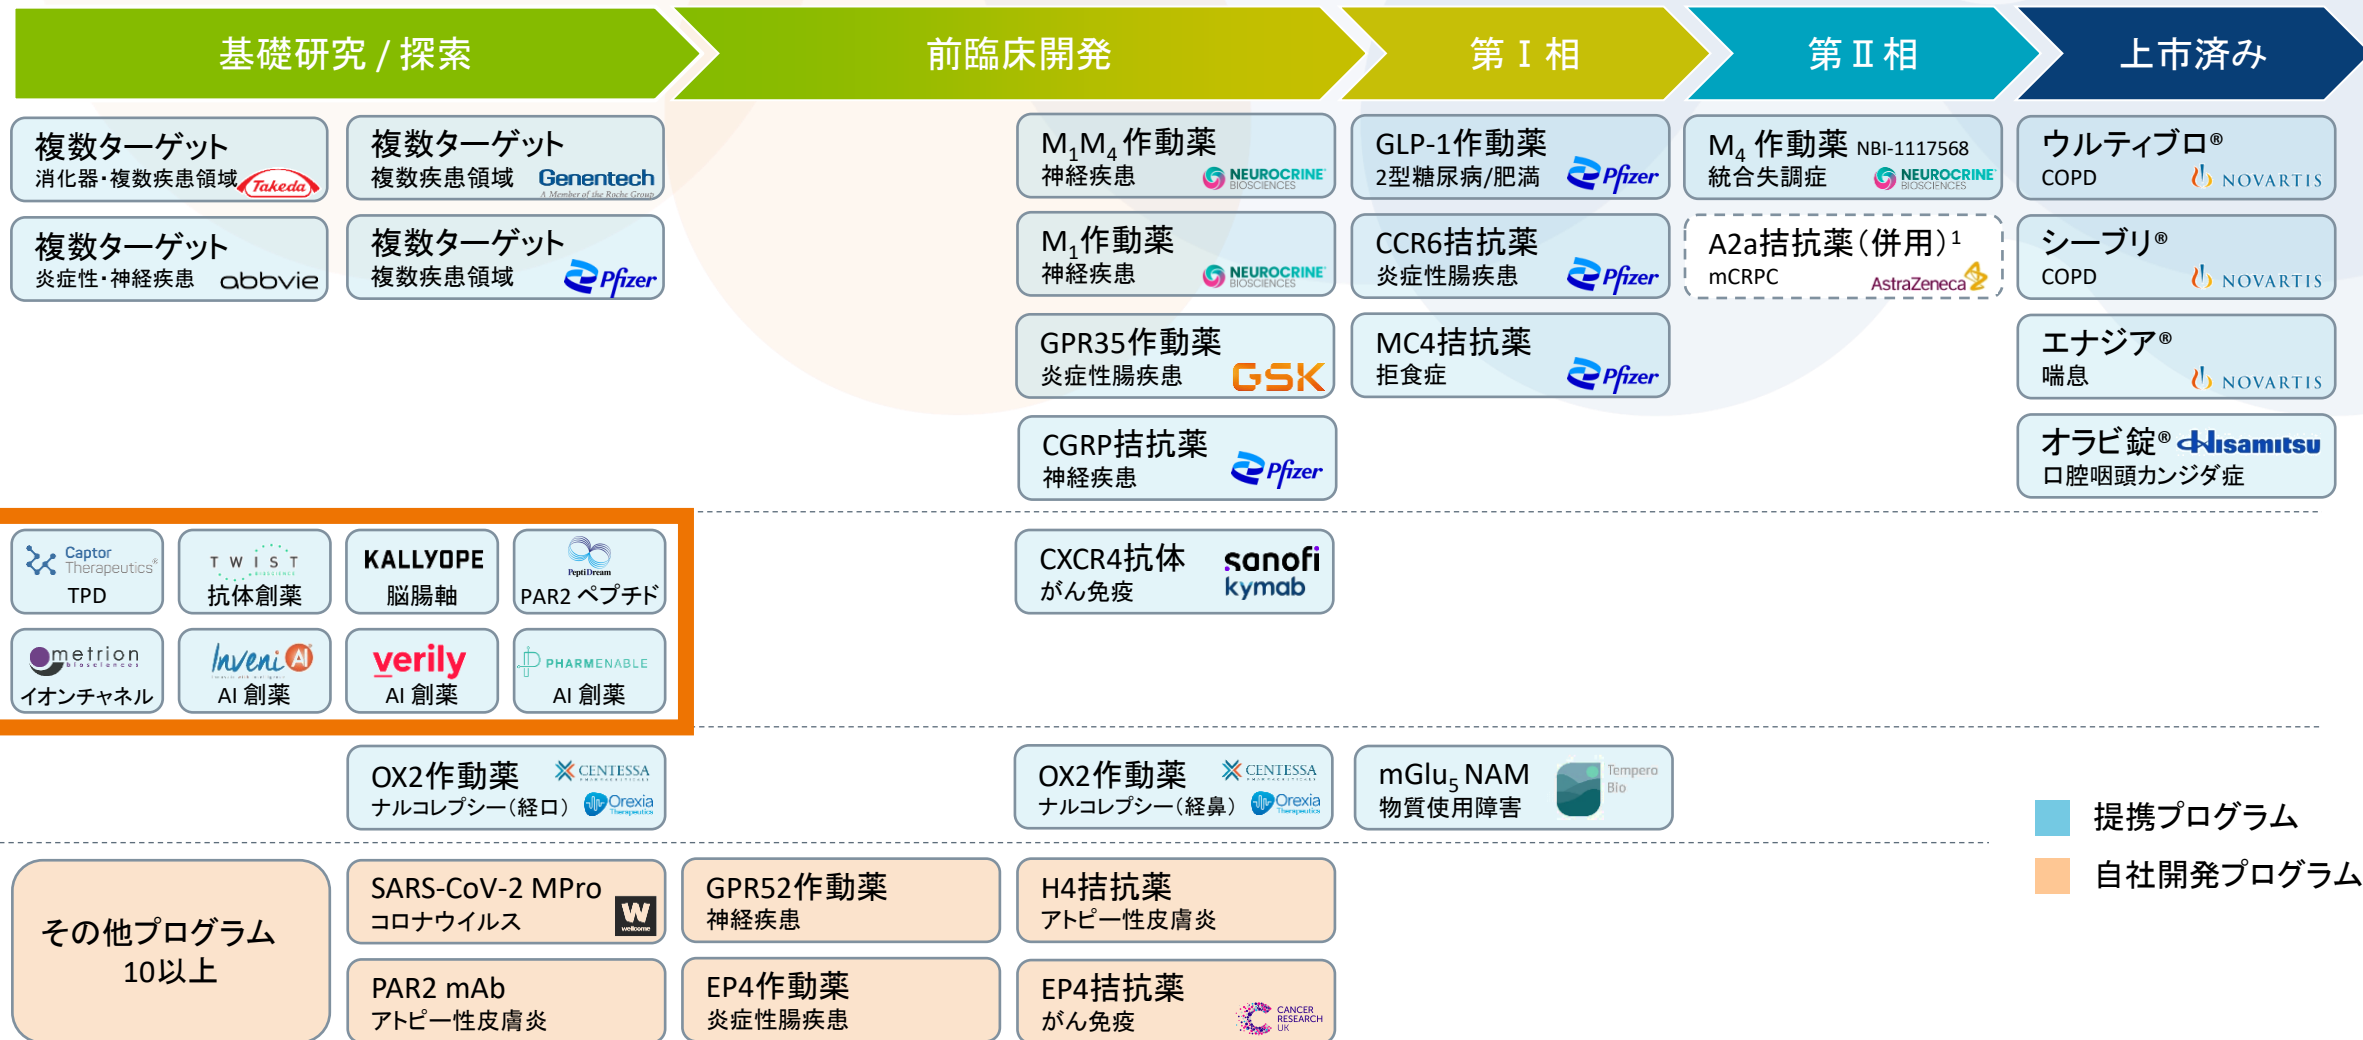 基礎研究 / 探索
前臨床開発
第 I 相
第 II 相
上市済み
複数ターゲット
消化器・複数疾患領域 Takeda
複数ターゲット
複数疾患領域 Genentech
A Member of the Roche Group
M1M4 作動薬
神経疾患 NEUROCRINE
BIOSCIENCES
GLP-1作動薬
2型糖尿病/肥満 Pfizer
M4 作動薬 NBI-1117568
統合失調症 NEUROCRINE
BIOSCIENCES
ウルティブロ®
COPD NOVARTIS
複数ターゲット
炎症性・神経疾患 abbvie
複数ターゲット
複数疾患領域 Pfizer
M1作動薬
神経疾患 NEUROCRINE
BIOSCIENCES
CCR6拮抗薬
炎症性腸疾患 Pfizer
A2a拮抗薬（併用）1
mCRPC AstraZeneca
シーブリ®
COPD NOVARTIS
GPR35作動薬
炎症性腸疾患 GSK
MC4拮抗薬
拒食症 Pfizer
エナジア®
喘息 NOVARTIS
CGRP拮抗薬
神経疾患 Pfizer
オラビ錠® Hisamitsu
口腔咽頭カンジダ症
Captor
Therapeutics®
TPD
TWIST
BIOSCIENCE
抗体創薬
KALLYOPE
脳腸軸
PeptiDream
PAR2 ペプチド
CXCR4抗体 sanofi
がん免疫 kymab
metrion
biosciences
イオンチャネル
InveniAI
AI 創薬
verily
AI 創薬
PHARMENABLE
AI 創薬
OX2作動薬 CENTESSA
PHARMACEUTICALS
ナルコレプシー（経口） Orexia
Therapeutics
OX2作動薬 CENTESSA
PHARMACEUTICALS
ナルコレプシー（経鼻） Orexia
Therapeutics
mGlu5 NAM Tempero
Bio
物質使用障害
提携プログラム
自社開発プログラム
その他プログラム
10以上
SARS-CoV-2 MPro
コロナウイルス W
wellcome
GPR52作動薬
神経疾患
H4拮抗薬
アトピー性皮膚炎
PAR2 mAb
アトピー性皮膚炎
EP4作動薬
炎症性腸疾患
EP4拮抗薬
がん免疫 CANCER
RESEARCH
UK